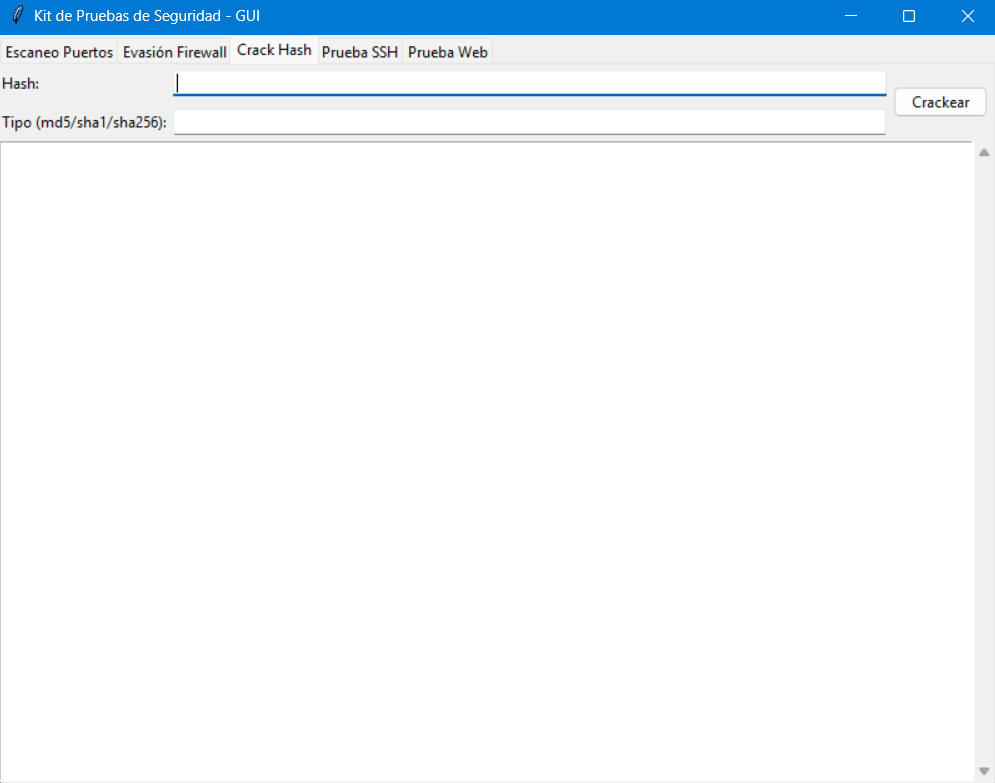 Kit de Pruebas de Seguridad - GUI
Escaneo Puertos Evasión Firewall Crack Hash Prueba SSH Prueba Web
Hash:
Crackear
Tipo (md5/sha1/sha256):